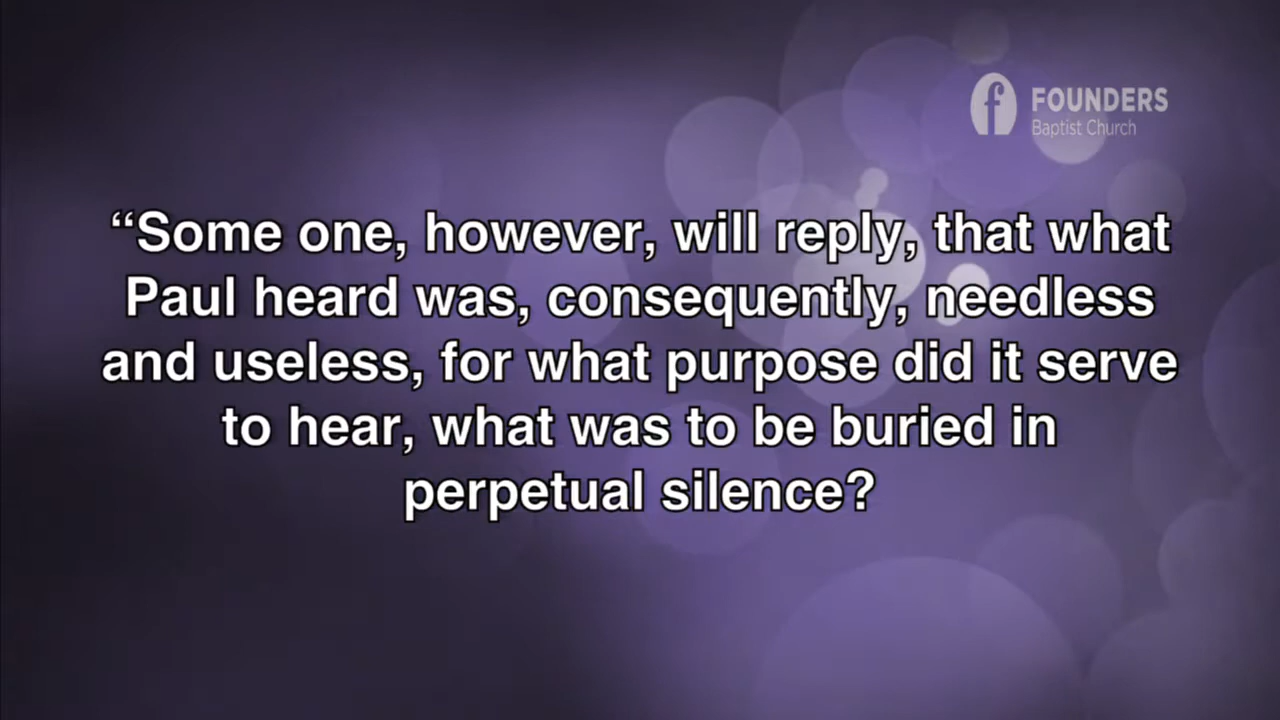 FOUNDERS
Baptist Church
“Some one, however, will reply, that what
Paul heard was, consequently, needless
and useless, for what purpose did it serve
to hear, what was to be buried in
perpetual silence?